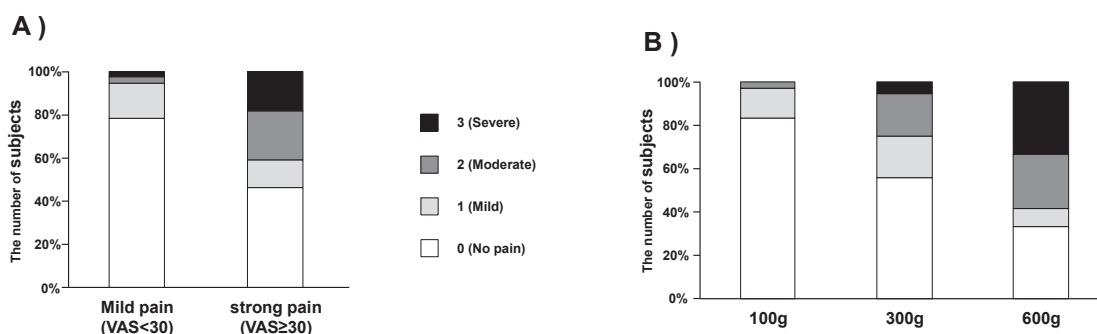 A )
100%
80%
60%
40%
20%
0%
The number of subjects
Mild pain
(VAS<30)
strong pain
(VAS≥30)
3 (Severe)
2 (Moderate)
1 (Mild)
0 (No pain)
B )
100%
80%
60%
40%
20%
0%
The number of subjects
100g
300g
600g